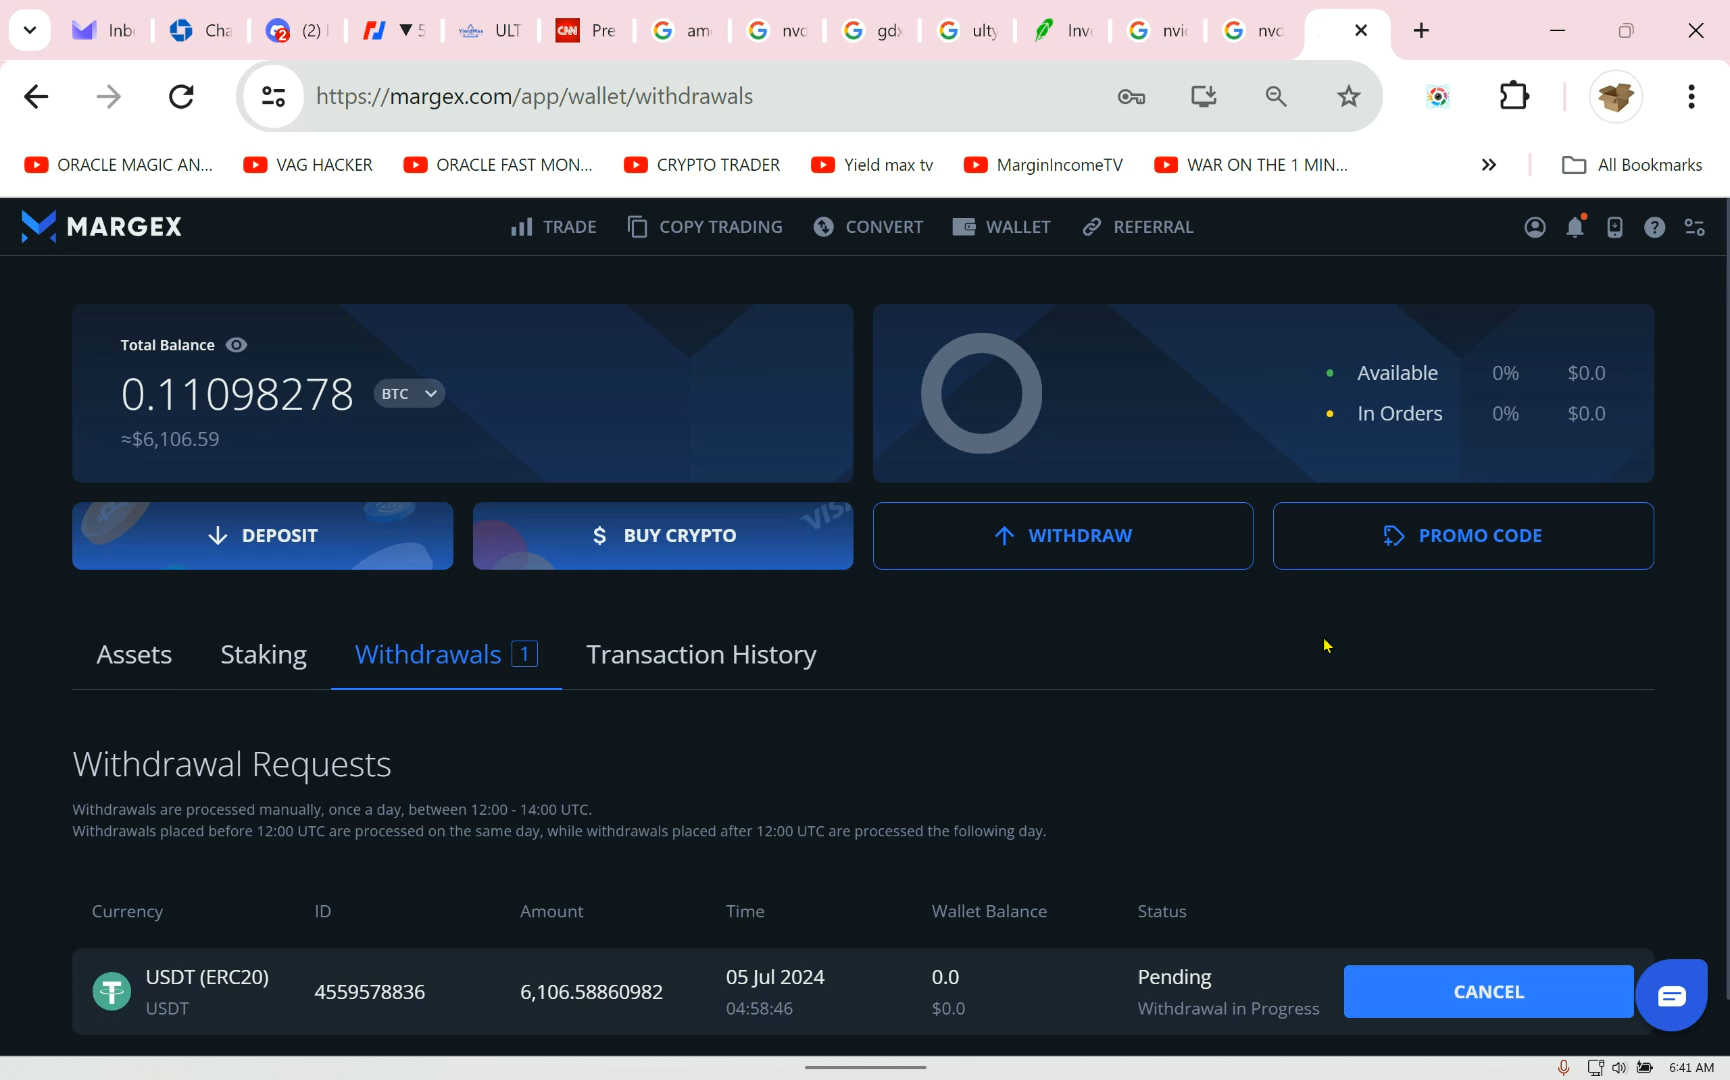 Inb
Cha
(2)
▼ 5
ULT
CNN Pre
am
nvd
gdx
ulty
Inv
nvi
nvd
https://margex.com/app/wallet/withdrawals
ORACLE MAGIC AN...
VAG HACKER
ORACLE FAST MON...
CRYPTO TRADER
Yield max tv
MarginIncomeTV
WAR ON THE 1 MIN...
All Bookmarks
MARGEX
TRADE
COPY TRADING
CONVERT
WALLET
REFERRAL
Total Balance
0.11098278 BTC
≈$6,106.59
Available 0% $0.0
In Orders 0% $0.0
DEPOSIT
$ BUY CRYPTO
VISA
WITHDRAW
PROMO CODE
Assets
Staking
Withdrawals 1
Transaction History
Withdrawal Requests
Withdrawals are processed manually, once a day, between 12:00 - 14:00 UTC.
Withdrawals placed before 12:00 UTC are processed on the same day, while withdrawals placed after 12:00 UTC are processed the following day.
Currency ID Amount Time Wallet Balance Status
USDT (ERC20) 4559578836 6,106.58860982 05 Jul 2024 0.0 Pending
USDT 04:58:46 $0.0 Withdrawal in Progress
CANCEL
6:41 AM